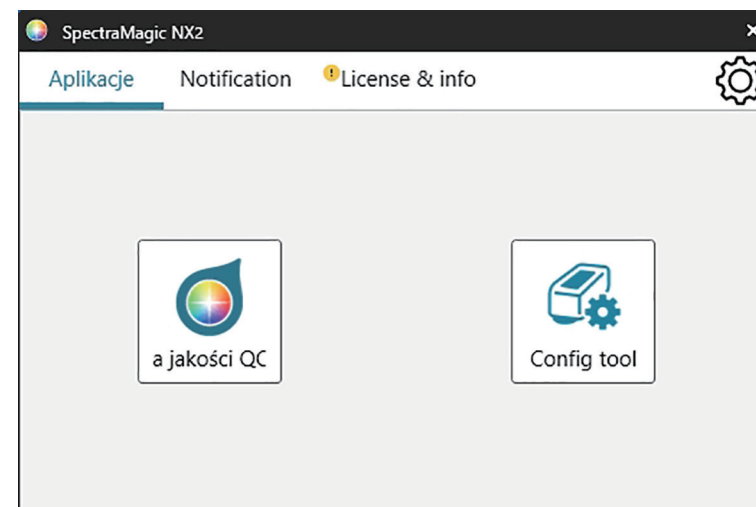 SpectraMagic NX2
Aplikacje Notification License & info
a jakości QC Config tool